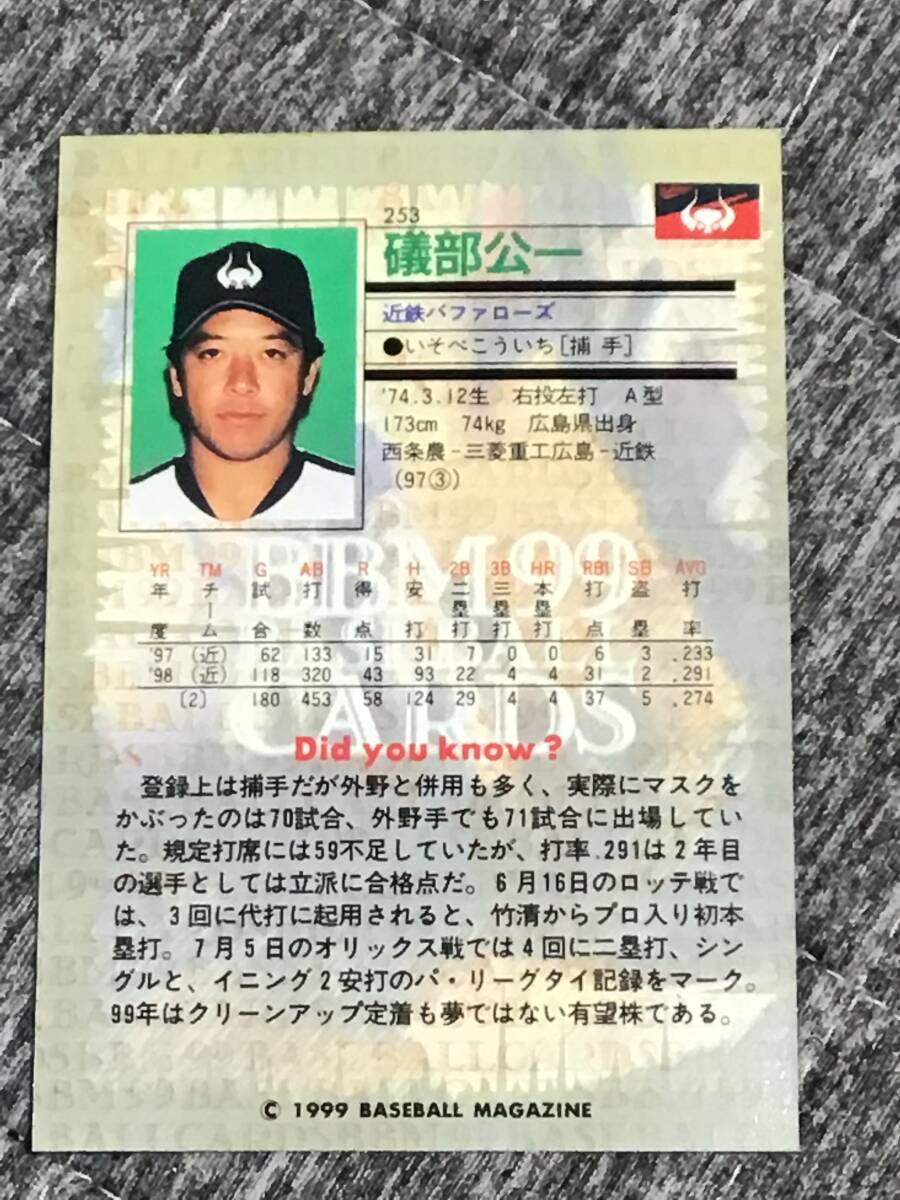 253
礒部公一
近鉄バファローズ
●いそべこういち[捕 手]
'74.3.12生 右投左打 A型
173cm 74kg 広島県出身
西条農-三菱重工広島-近鉄
(97③)
BBM99
BASEBALL
CARDS
YR TM G AB R H 2B 3B HR RBI SB AVG
年度 チーム 試合 打数 得点 安打 二塁打 三塁打 本塁打 打点 盗塁 打率
'97 (近) 62 133 15 31 7 0 0 6 3 .233
'98 (近) 118 320 43 93 22 4 4 31 2 .291
[2] 180 453 58 124 29 4 4 37 5 .274
Did you know?
登録上は捕手だが外野と併用も多く、実際にマスクを
かぶったのは70試合、外野手でも71試合に出場してい
た。規定打席には59不足していたが、打率.291は2年目
の選手としては立派に合格点だ。6月16日のロッテ戦で
は、3回に代打に起用されると、竹清からプロ入り初本
塁打。7月5日のオリックス戦では4回に二塁打、シン
グルと、イニング2安打のパ・リーグタイ記録をマーク。
99年はクリーンアップ定着も夢ではない有望株である。
© 1999 BASEBALL MAGAZINE